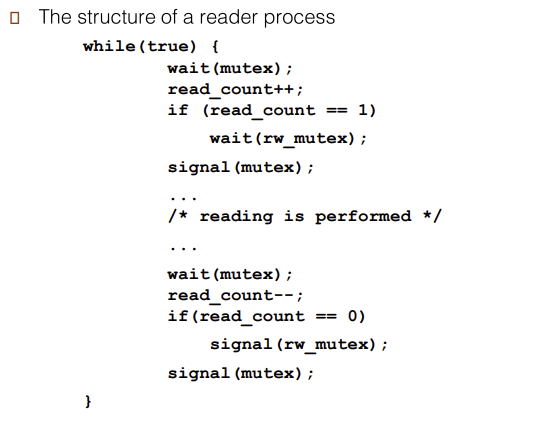 The structure of a reader process
while(true) {
wait(mutex);
read_count++;
if (read_count == 1)
wait(rw_mutex);
signal(mutex);
...
/* reading is performed */
...
wait(mutex);
read_count--;
if(read_count == 0)
signal(rw_mutex);
signal(mutex);
}